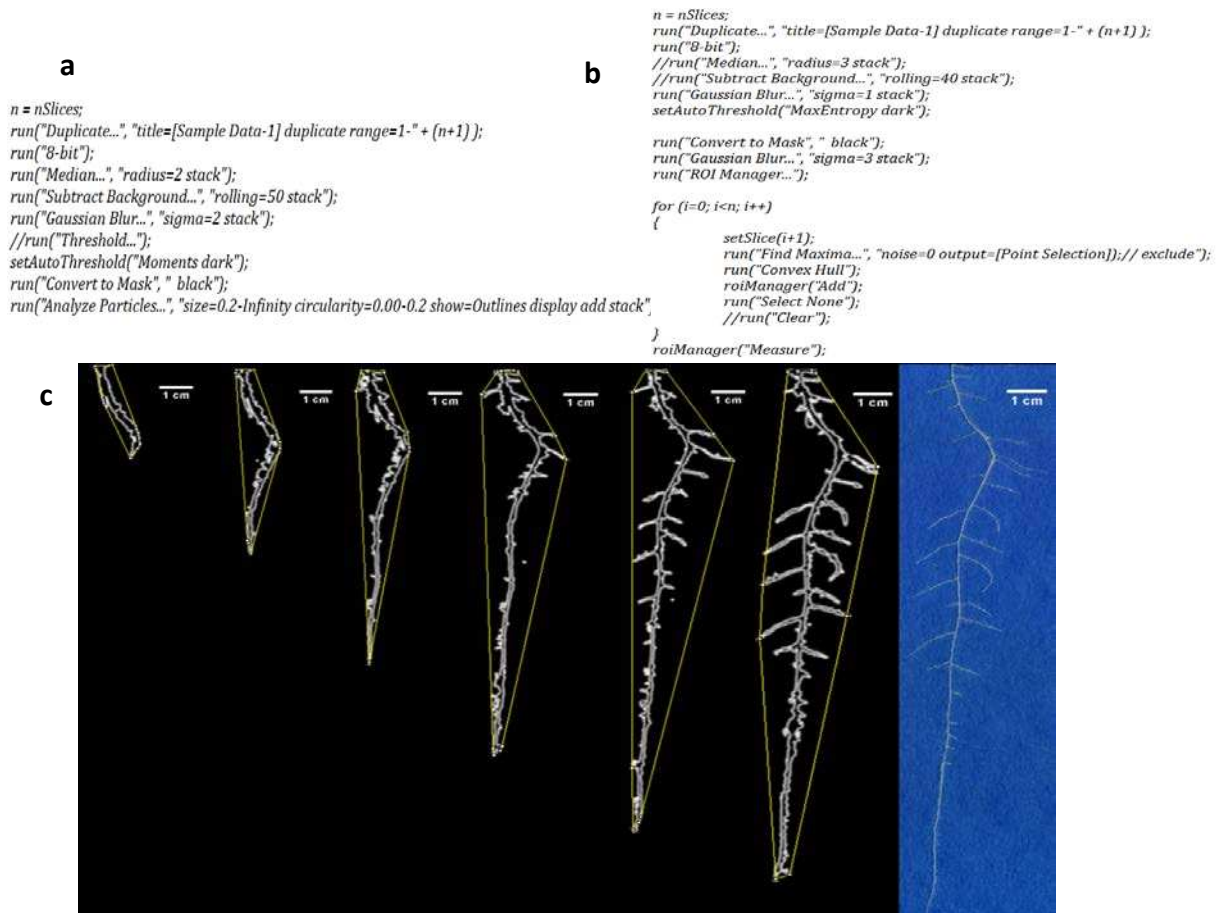 a
n = nSlices;
run("Duplicate...", "title=[Sample Data-1] duplicate range=1-" + (n+1) );
run("8-bit");
run("Median...", "radius=2 stack");
run("Subtract Background...", "rolling=50 stack");
run("Gaussian Blur...", "sigma=2 stack");
//run("Threshold...");
setAutoThreshold("Moments dark");
run("Convert to Mask", " black");
run("Analyze Particles...", "size=0.2-Infinity circularity=0.00-0.2 show=Outlines display add stack"
b
n = nSlices;
run("Duplicate...", "title=[Sample Data-1] duplicate range=1-" + (n+1) );
run("8-bit");
//run("Median...", "radius=3 stack");
//run("Subtract Background...", "rolling=40 stack");
run("Gaussian Blur...", "sigma=1 stack");
setAutoThreshold("MaxEntropy dark");
run("Convert to Mask", " black");
run("Gaussian Blur...", "sigma=3 stack");
run("ROI Manager...");
for (i=0; i<n; i++)
{
setSlice(i+1);
run("Find Maxima...", "noise=0 output=[Point Selection]);// exclude");
run("Convex Hull");
roiManager("Add");
run("Select None");
//run("Clear");
}
roiManager("Measure");
c
1 cm
1 cm
1 cm
1 cm
1 cm
1 cm
1 cm